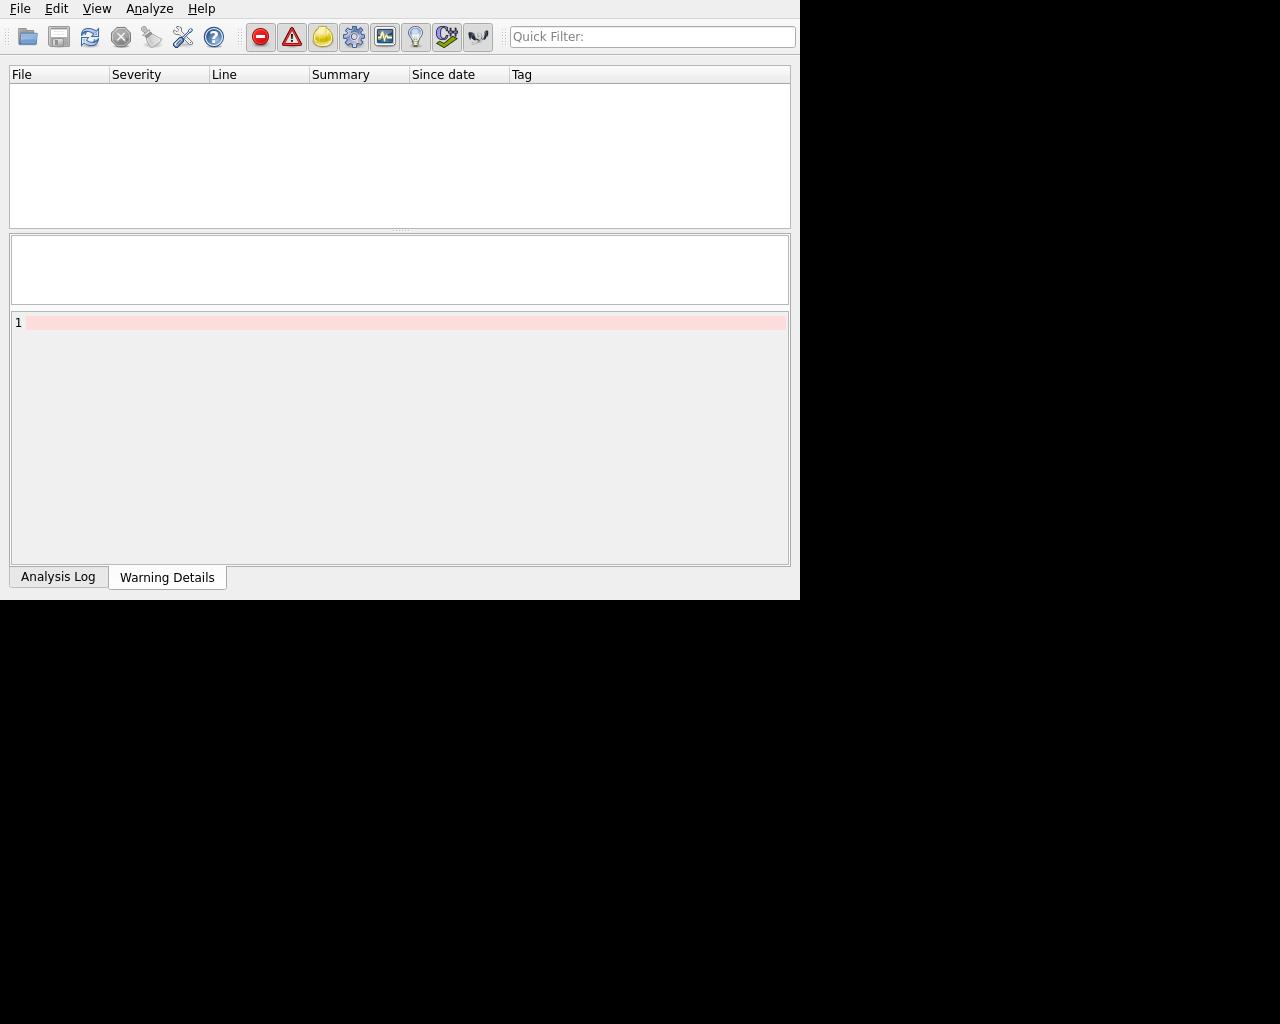 File Edit View Analyze Help
C++ Quick Filter:
File Severity Line Summary Since date Tag
1
Analysis Log Warning Details